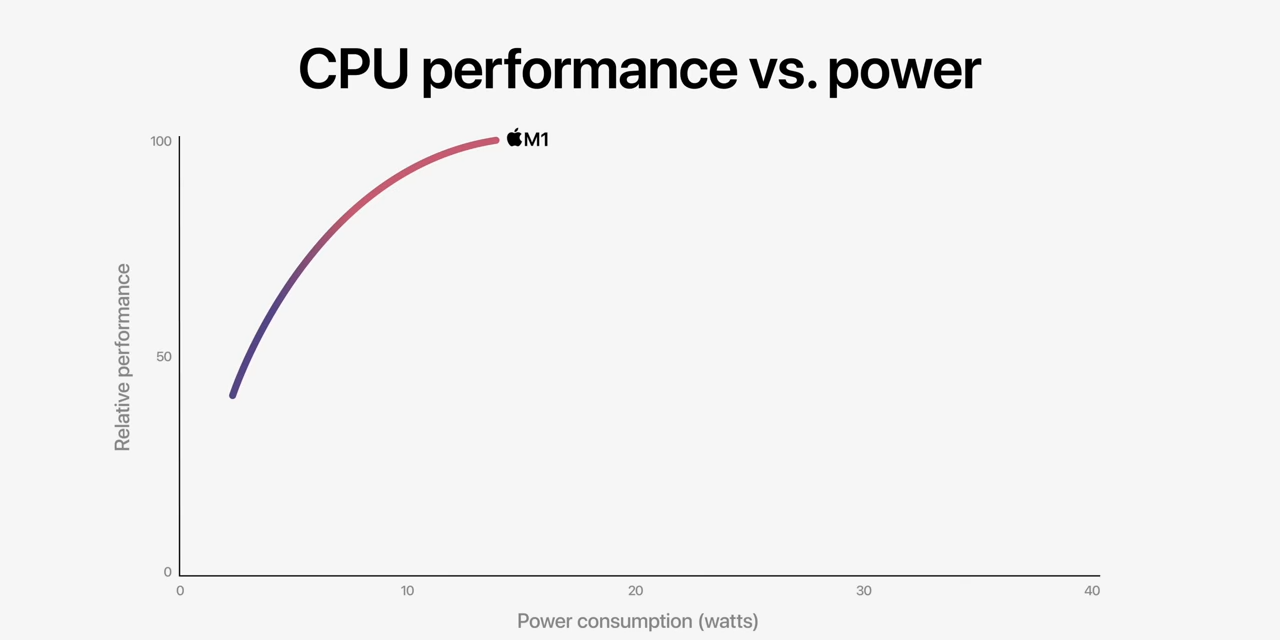 CPU performance vs. power
100
M1
Relative performance
50
0
0
10
20
30
40
Power consumption (watts)